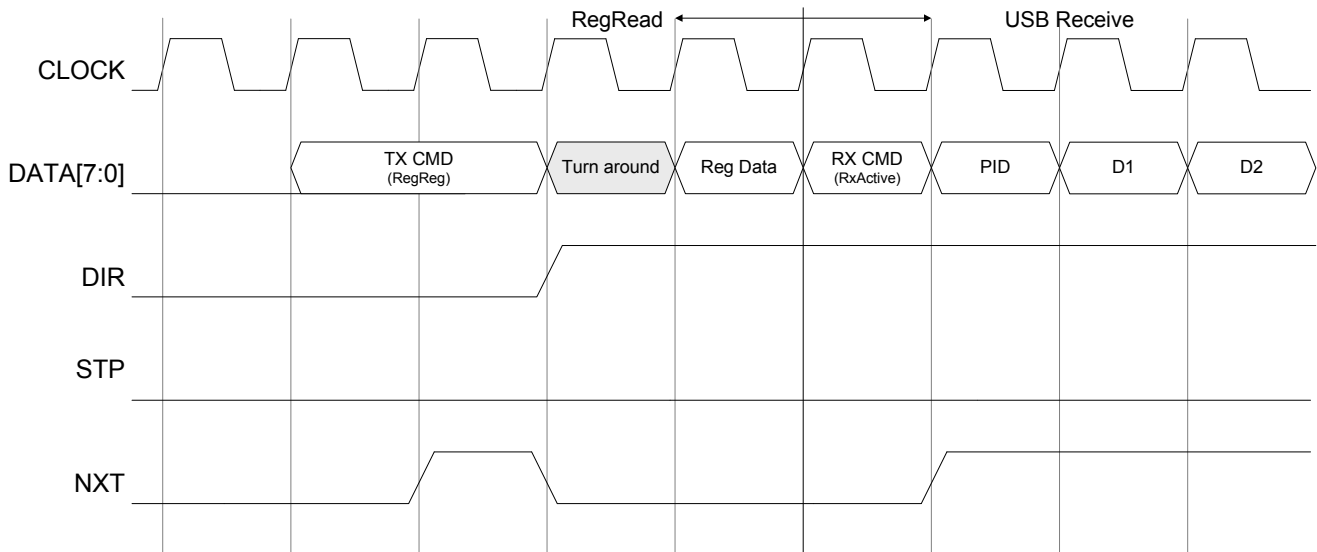 RegRead USB Receive
CLOCK
DATA[7:0]
TX CMD
(RegReg)
Turn around
Reg Data
RX CMD
(RxActive)
PID
D1
D2
DIR
STP
NXT